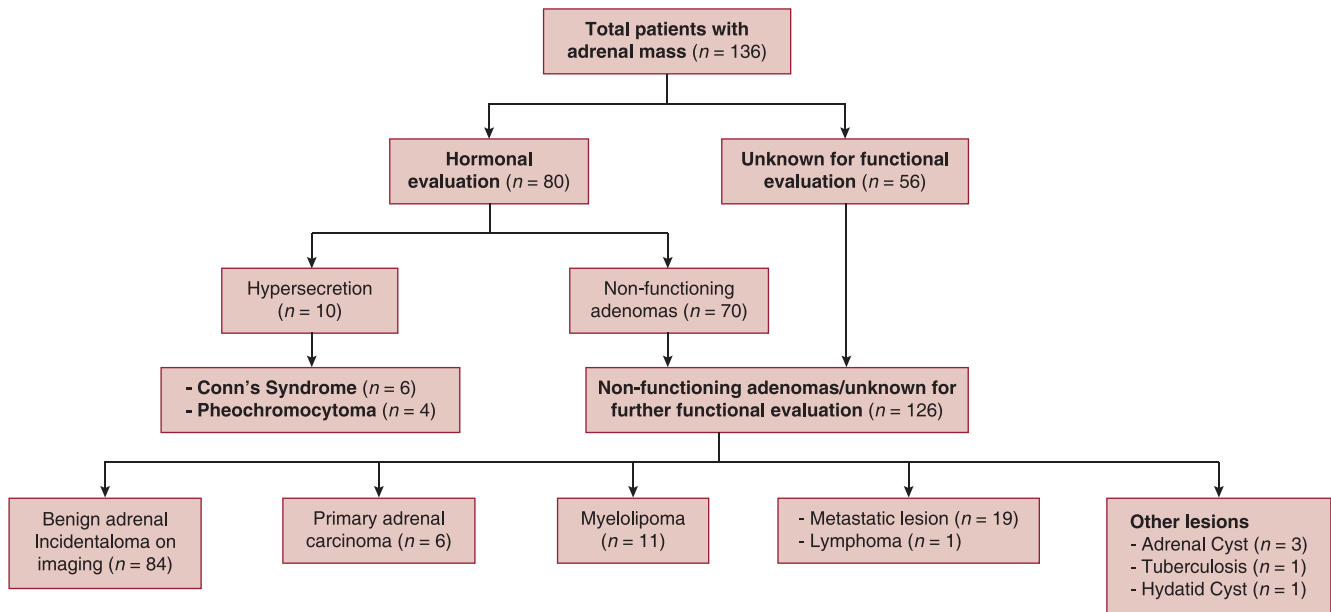 Total patients with
adrenal mass (n = 136)
Hormonal
evaluation (n = 80)
Unknown for functional
evaluation (n = 56)
Hypersecretion
(n = 10)
Non-functioning
adenomas (n = 70)
- Conn's Syndrome (n = 6)
- Pheochromocytoma (n = 4)
Non-functioning adenomas/unknown for
further functional evaluation (n = 126)
Benign adrenal
Incidentaloma on
imaging (n = 84)
Primary adrenal
carcinoma (n = 6)
Myelolipoma
(n = 11)
- Metastatic lesion (n = 19)
- Lymphoma (n = 1)
Other lesions
- Adrenal Cyst (n = 3)
- Tuberculosis (n = 1)
- Hydatid Cyst (n = 1)